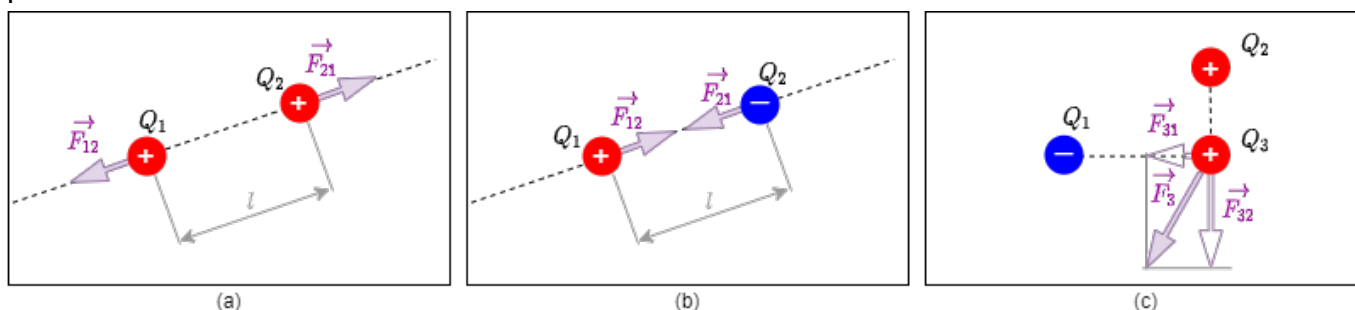 Q₂ F₂₁
Q₁
F₁₂
+
+
l
(a)
Q₂
F₂₁
F₁₂
Q₁
−
+
l
(b)
Q₂
+
Q₁
F₃₁
Q₃
−
+
F₃
F₃₂
(c)